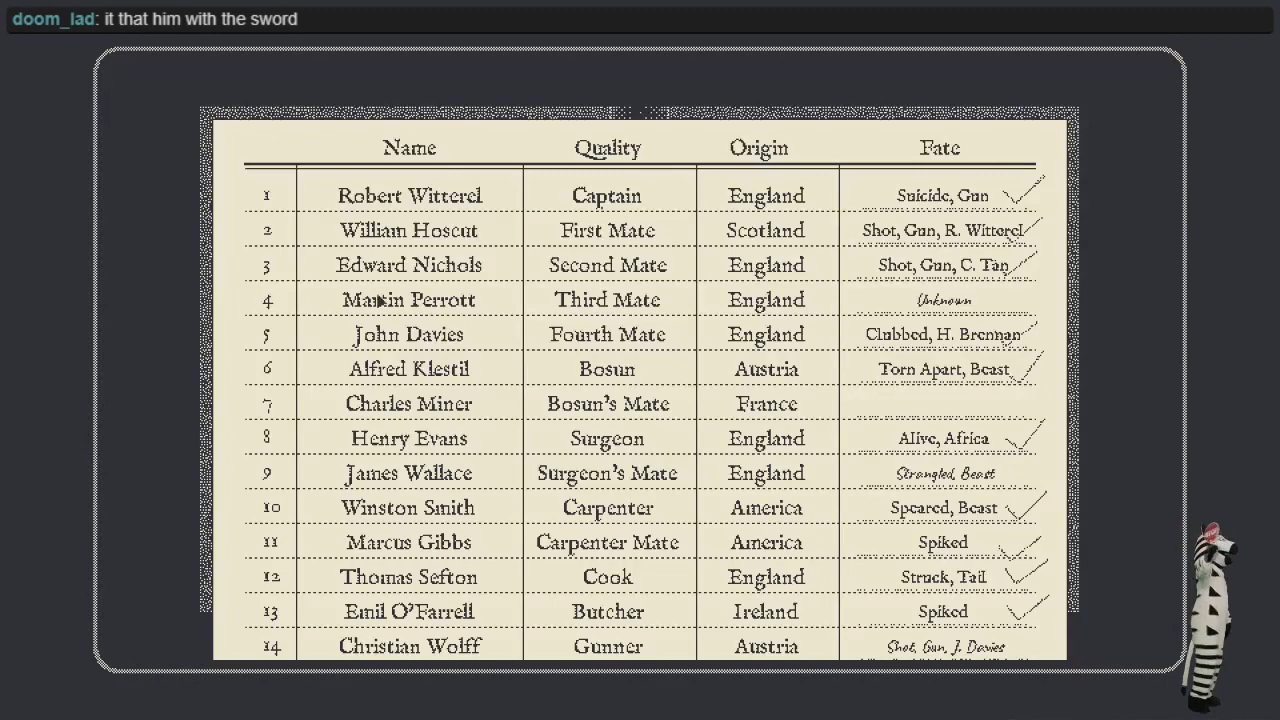 doom_lad: it that him with the sword
Name Quality Origin Fate
1 Robert Witterel Captain England Suicide, Gun
2 William Hoscut First Mate Scotland Shot, Gun, R. Witterel
3 Edward Nichols Second Mate England Shot, Gun, C. Tan
4 Martin Perrott Third Mate England Unknown
5 John Davies Fourth Mate England Clubbed, H. Brennan
6 Alfred Klestil Bosun Austria Torn Apart, Beast
7 Charles Miner Bosun's Mate France
8 Henry Evans Surgeon England Alive, Africa
9 James Wallace Surgeon's Mate England Strangled, Beast
10 Winston Smith Carpenter America Speared, Beast
11 Marcus Gibbs Carpenter Mate America Spiked
12 Thomas Sefton Cook England Struck, Tail
13 Emil O'Farrell Butcher Ireland Spiked
14 Christian Wolff Gunner Austria Shot, Gun, J. Davies